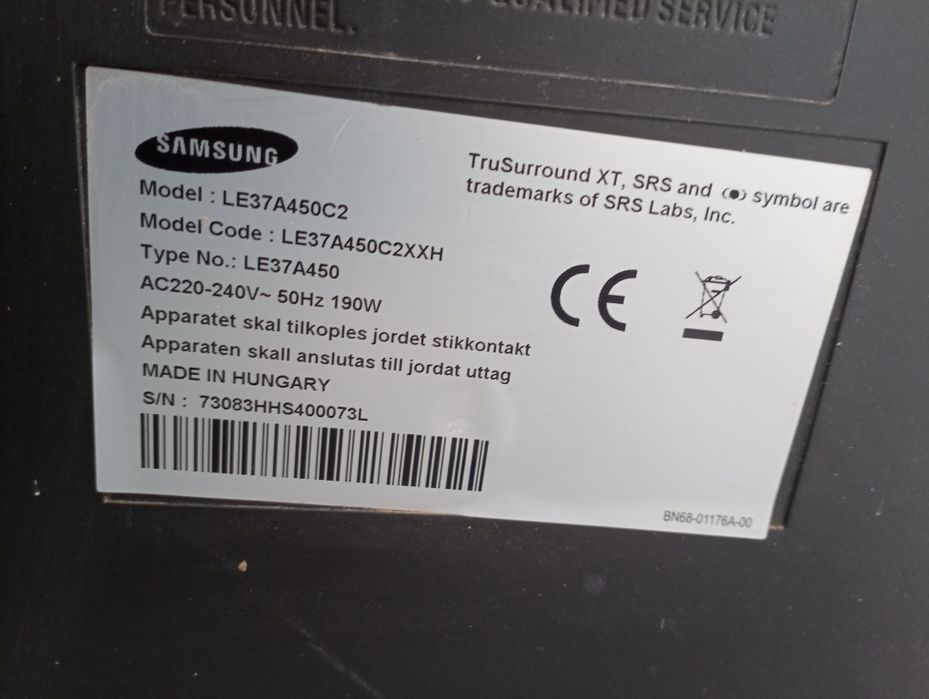 QUALIFIED SERVICE
PERSONNEL.
SAMSUNG
Model : LE37A450C2
Model Code : LE37A450C2XXH
Type No.: LE37A450
AC220-240V~ 50Hz 190W
Apparatet skal tilkoples jordet stikkontakt
Apparaten skall anslutas till jordat uttag
MADE IN HUNGARY
S/N : 73083HHS400073L
TruSurround XT, SRS and symbol are
trademarks of SRS Labs, Inc.
CE
BN68-01176A-00